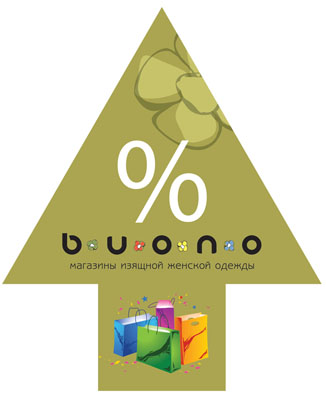 %
buono
магазины изящной женской одежды